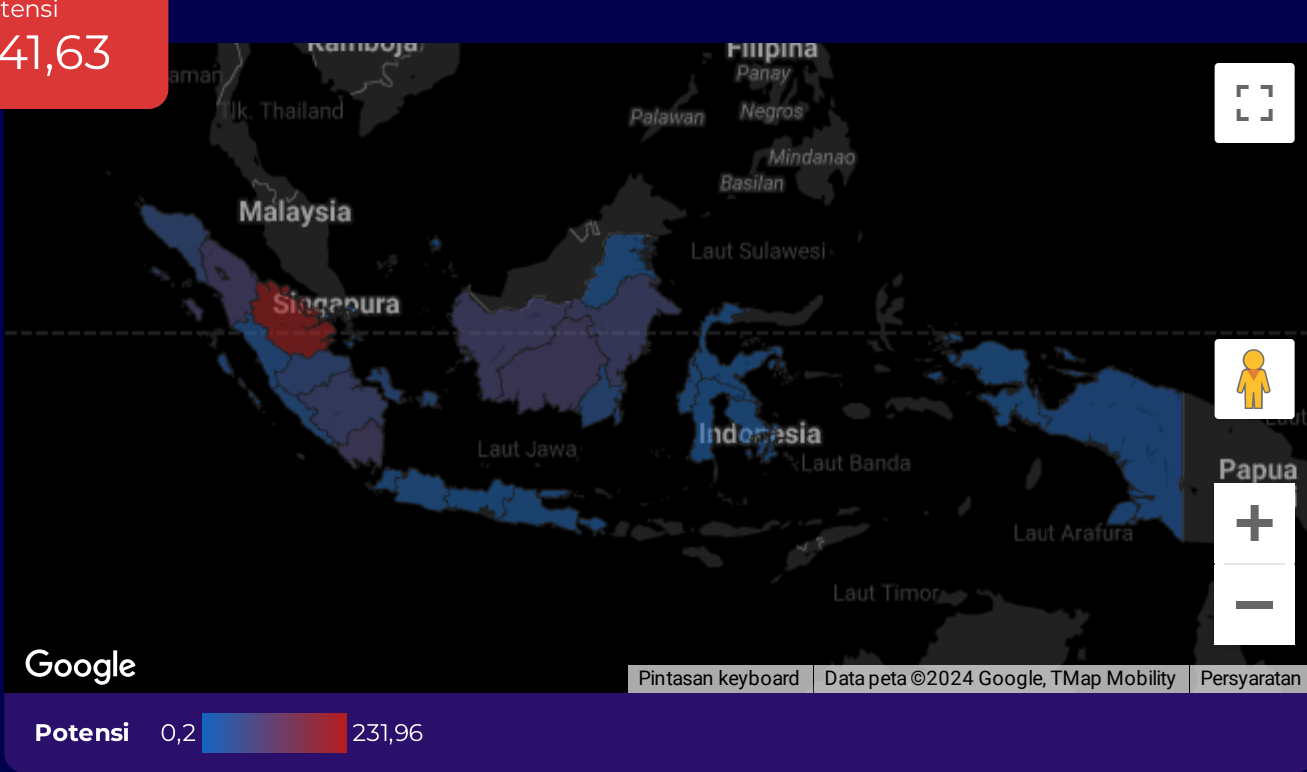 tensi
41,63
Kamboja
Filipina
aman
Panay
Tlk. Thailand
Palawan
Negros
Mindanao
Basilan
Malaysia
Laut Sulawesi
Singapura
Indonesia
Laut Jawa
Laut Banda
Papua
Laut Arafura
Laut Timor
Google
Pintasan keyboard
Data peta ©2024 Google, TMap Mobility
Persyaratan
Potensi
0,2
231,96